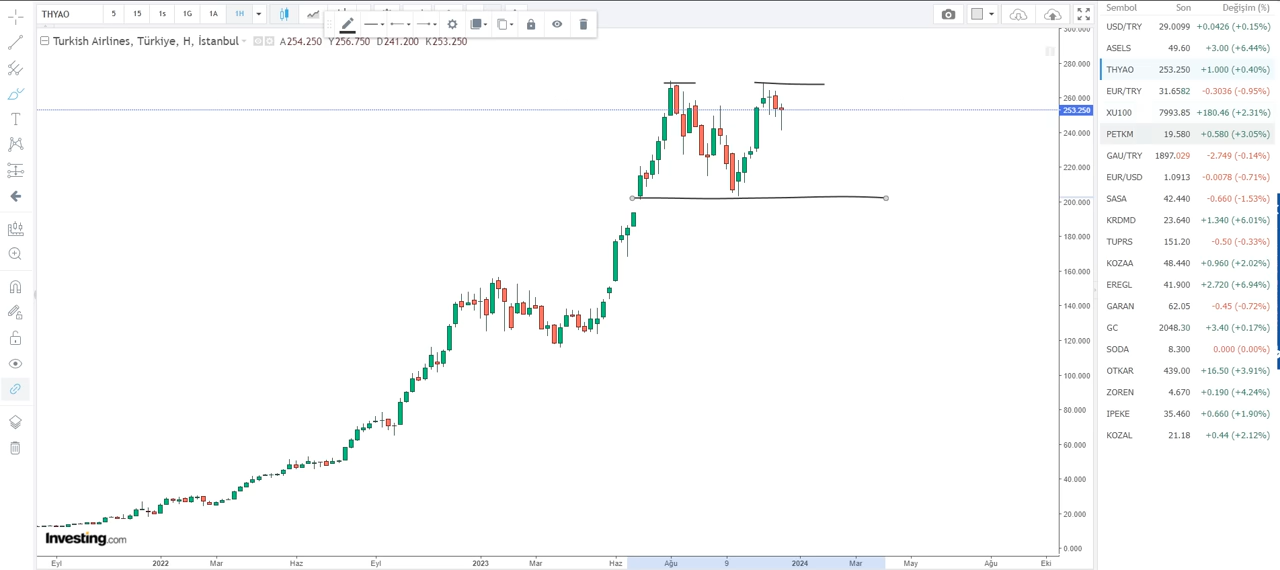 THYAO 5 15 1s 1G 1A 1H
Turkish Airlines, Türkiye, H, İstanbul A254.250 Y256.750 D241.200 K253.250
300.000
280.000
260.000
253.250
240.000
220.000
200.000
180.000
160.000
140.000
120.000
100.000
80.000
60.000
40.000
20.000
0.000
Investing.com
Eyl 2022 Mar Haz Eyl 2023 Mar Haz Ağu 9 2024 Mar May Ağu Eki
Sembol Son Değişim (%)
USD/TRY 29.0099 +0.0426 (+0.15%)
ASELS 49.60 +3.00 (+6.44%)
THYAO 253.250 +1.000 (+0.40%)
EUR/TRY 31.6582 -0.3036 (-0.95%)
XU100 7993.85 +180.46 (+2.31%)
PETKM 19.580 +0.580 (+3.05%)
GAU/TRY 1897.029 -2.749 (-0.14%)
EUR/USD 1.0913 -0.0078 (-0.71%)
SASA 42.440 -0.660 (-1.53%)
KRDMD 23.640 +1.340 (+6.01%)
TUPRS 151.20 -0.50 (-0.33%)
KOZAA 48.440 +0.960 (+2.02%)
EREGL 41.900 +2.720 (+6.94%)
GARAN 62.05 -0.45 (-0.72%)
GC 2048.30 +3.40 (+0.17%)
SODA 8.300 0.000 (0.00%)
OTKAR 439.00 +16.50 (+3.91%)
ZOREN 4.670 +0.190 (+4.24%)
IPEKE 35.460 +0.660 (+1.90%)
KOZAL 21.18 +0.44 (+2.12%)